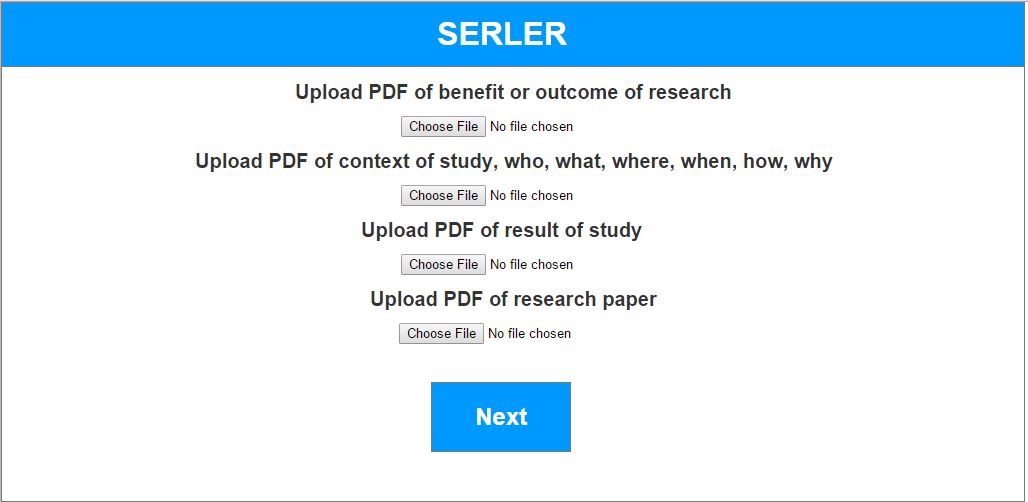 SERLER
Upload PDF of benefit or outcome of research
Choose File No file chosen
Upload PDF of context of study, who, what, where, when, how, why
Choose File No file chosen
Upload PDF of result of study
Choose File No file chosen
Upload PDF of research paper
Choose File No file chosen
Next